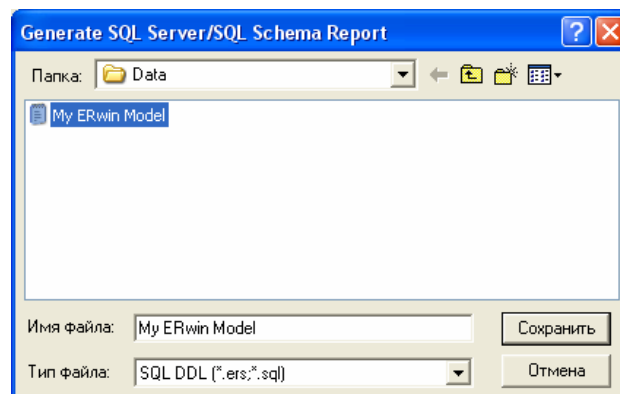 Generate SQL Server/SQL Schema Report
Папка: Data
My ERwin Model
Имя файла: My ERwin Model Сохранить
Тип файла: SQL DDL (*.ers;*.sql) Отмена